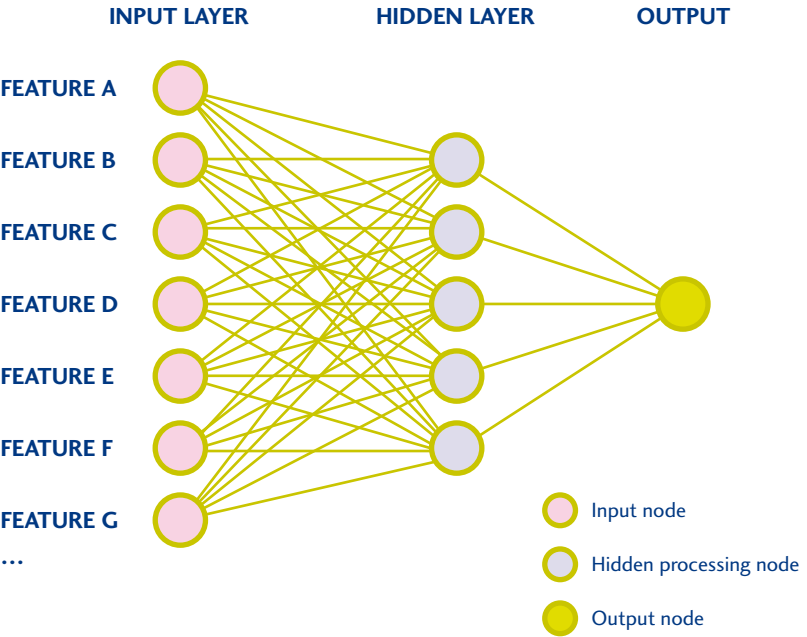 INPUT LAYER HIDDEN LAYER OUTPUT
FEATURE A
FEATURE B
FEATURE C
FEATURE D
FEATURE E
FEATURE F
FEATURE G
...
Input node
Hidden processing node
Output node